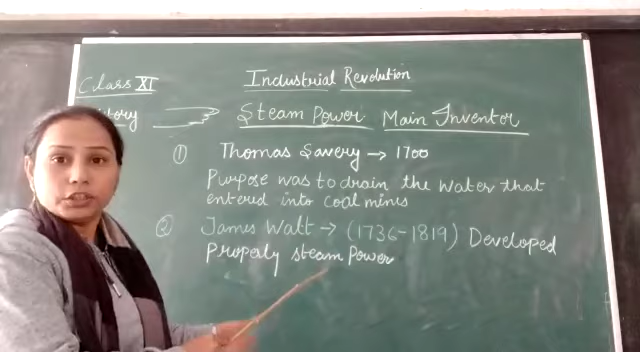 Class XI
Industrial Revolution
Steam Power Main Inventor
① Thomas Savery → 1700
Purpose was to drain the water that
entered into coal mines
② James Watt → (1736-1819) Developed
Properly steam Power